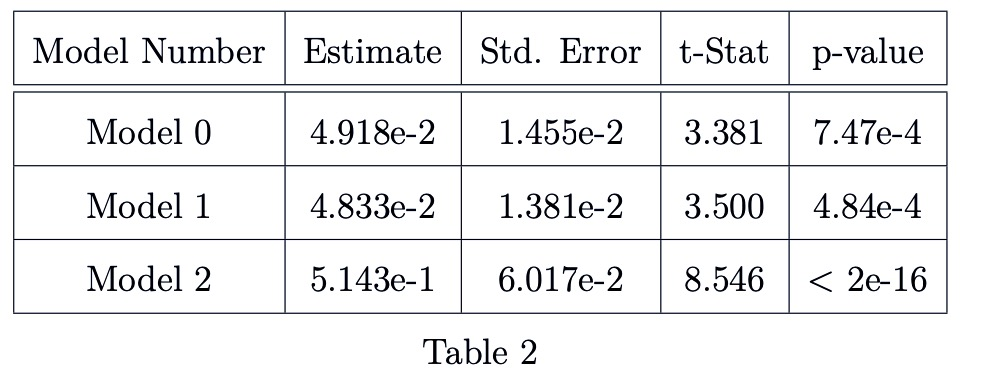 Model Number Estimate Std. Error t-Stat p-value
Model 0 4.918e-2 1.455e-2 3.381 7.47e-4
Model 1 4.833e-2 1.381e-2 3.500 4.84e-4
Model 2 5.143e-1 6.017e-2 8.546 < 2e-16
Table 2